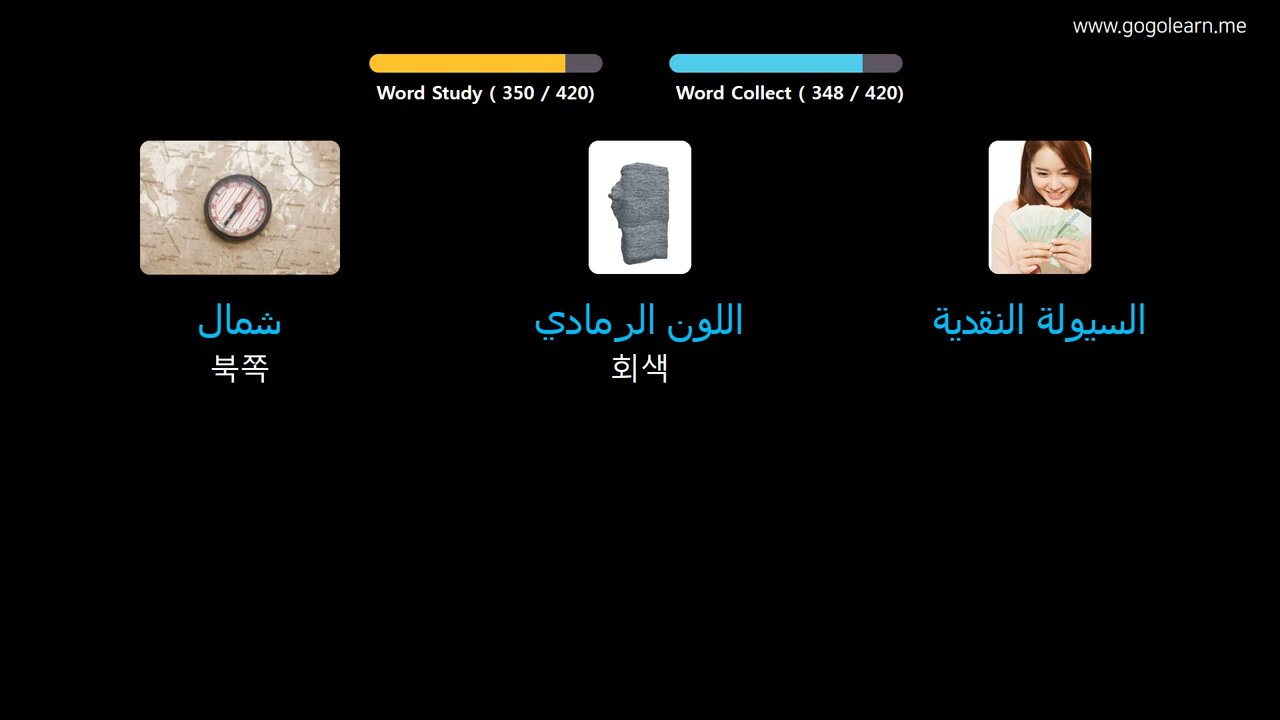 www.gogolearn.me
Word Study ( 350 / 420)
Word Collect ( 348 / 420)
شمال
북쪽
اللون الرمادي
회색
السيولة النقدية